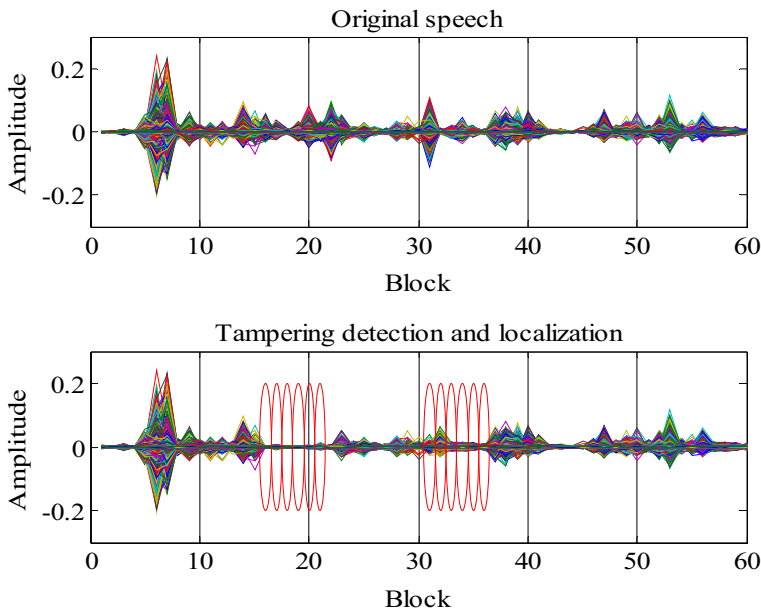 Original speech
0.2
0
-0.2
Amplitude
0 10 20 30 40 50 60
Block
Tampering detection and localization
0.2
0
-0.2
Amplitude
0 10 20 30 40 50 60
Block